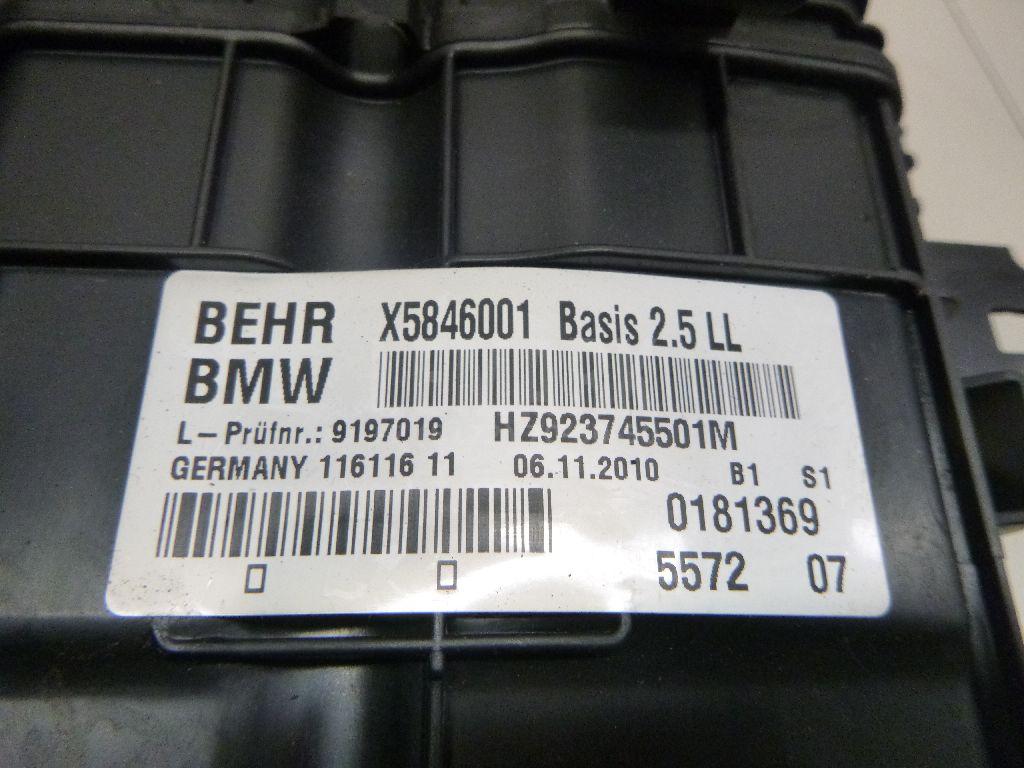 BEHR X5846001 Basis 2.5 LL
BMW
L-Prüfnr.: 9197019 HZ923745501M
GERMANY 116116 11 06.11.2010 B1 S1
0181369
5572 07